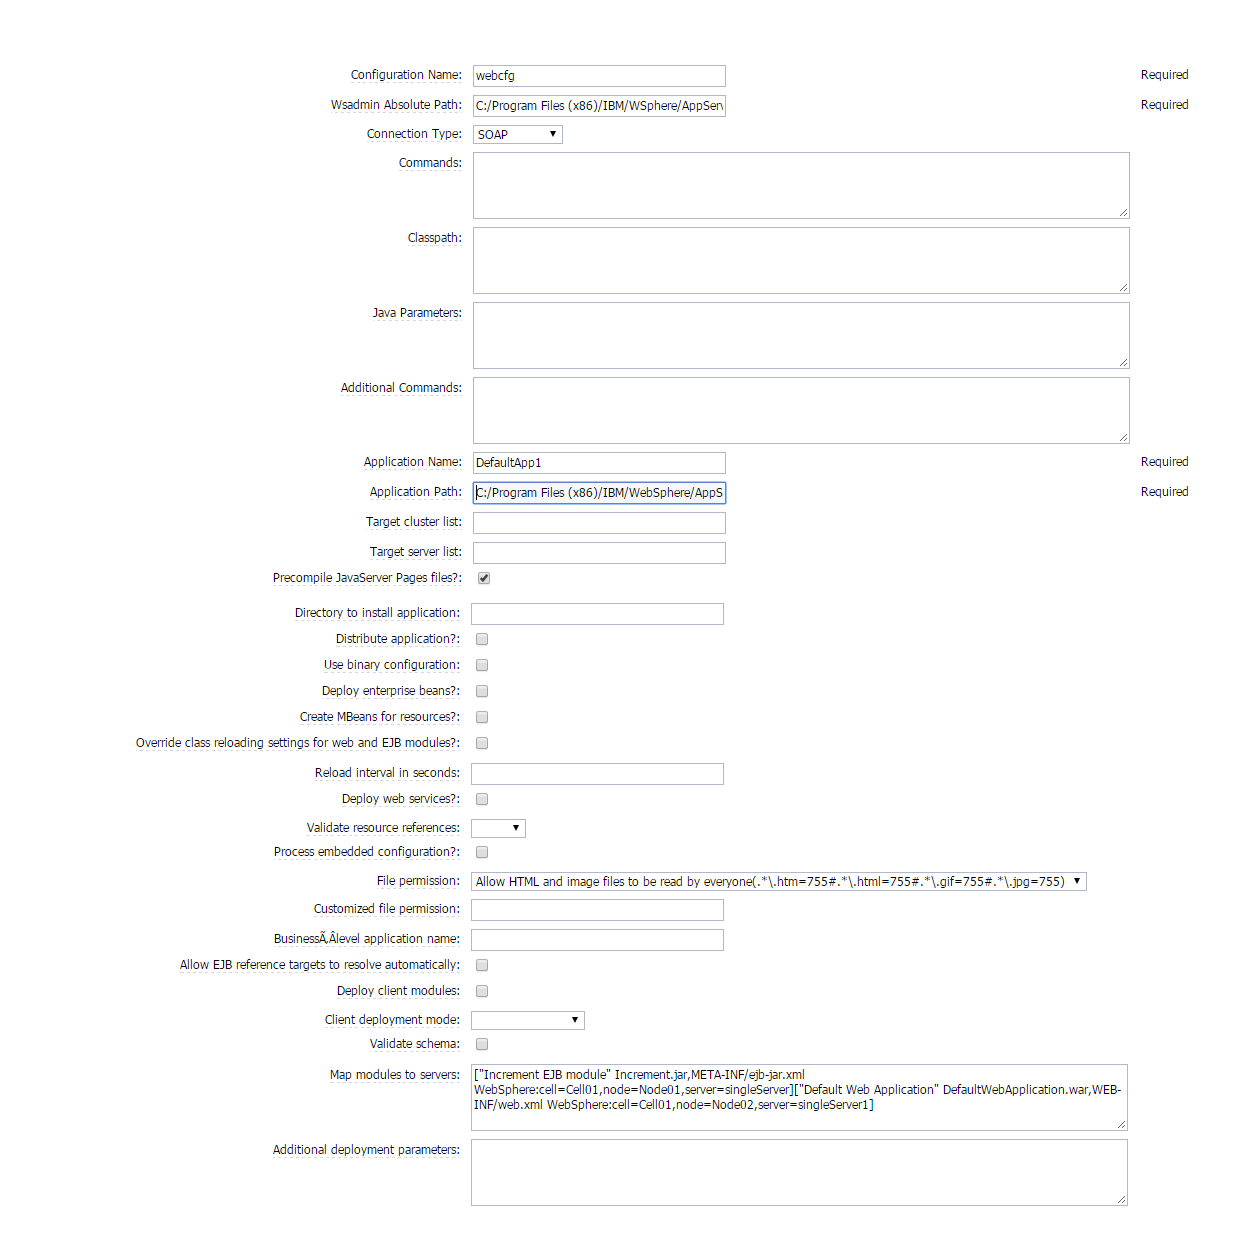 Configuration Name: webcfg Required
Wsadmin Absolute Path: C:/Program Files (x86)/IBM/WSphere/AppServ Required
Connection Type: SOAP
Commands:
Classpath:
Java Parameters:
Additional Commands:
Application Name: DefaultApp1 Required
Application Path: C:/Program Files (x86)/IBM/WebSphere/AppS Required
Target cluster list:
Target server list:
Precompile JavaServer Pages files?:
Directory to install application:
Distribute application?:
Use binary configuration:
Deploy enterprise beans?:
Create MBeans for resources?:
Override class reloading settings for web and EJB modules?:
Reload interval in seconds:
Deploy web services?:
Validate resource references:
Process embedded configuration?:
File permission: Allow HTML and image files to be read by everyone(.*\.htm=755#.*\.html=755#.*\.gif=755#.*\.jpg=755)
Customized file permission:
BusinessÃ‚Âlevel application name:
Allow EJB reference targets to resolve automatically:
Deploy client modules:
Client deployment mode:
Validate schema:
Map modules to servers: ["Increment EJB module" Increment.jar,META-INF/ejb-jar.xml
WebSphere:cell=Cell01,node=Node01,server=singleServer]["Default Web Application" DefaultWebApplication.war,WEB-
INF/web.xml WebSphere:cell=Cell01,node=Node02,server=singleServer1]
Additional deployment parameters: